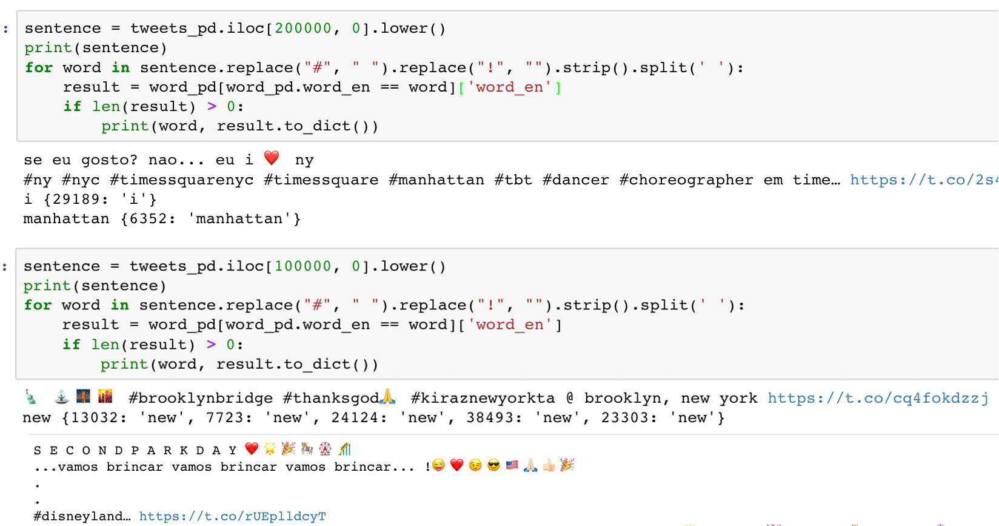 : sentence = tweets_pd.iloc[200000, 0].lower()
print(sentence)
for word in sentence.replace("#", " ").replace("!", "").strip().split(' '):
    result = word_pd[word_pd.word_en == word]['word_en']
    if len(result) > 0:
        print(word, result.to_dict())
se eu gosto? nao... eu i ❤️ ny
#ny #nyc #timessquarenyc #timessquare #manhattan #tbt #dancer #choreographer em time… https://t.co/2s4
i {29189: 'i'}
manhattan {6352: 'manhattan'}
: sentence = tweets_pd.iloc[100000, 0].lower()
print(sentence)
for word in sentence.replace("#", " ").replace("!", "").strip().split(' '):
    result = word_pd[word_pd.word_en == word]['word_en']
    if len(result) > 0:
        print(word, result.to_dict())
🗽 ⛲ 🌉 🌇 #brooklynbridge #thanksgod🙏 #kiraznewyorkta @ brooklyn, new york https://t.co/cq4fokdzzj
new {13032: 'new', 7723: 'new', 24124: 'new', 38493: 'new', 23303: 'new'}
S E C O N D P A R K D A Y ❤️ 🌟 🎉 🎠 🎡 🎢
...vamos brincar vamos brincar vamos brincar... !😜 ❤️ 😉 😎 🇺🇸 🙏🏻 👍🏻 🎉
.
.
#disneyland… https://t.co/rUEplldcyT